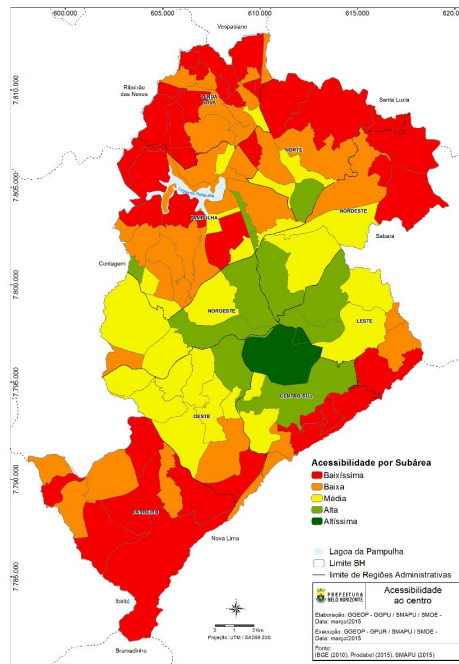 600.000
605.000
610.000
615.000
620.0
Vespasiano
7.810.000
Ribeirão
das Neves
VENDA
NOVA
Santa Luzia
NORTE
7.805.000
PAMPULHA
NORDESTE
Sabará
Contagem
7.800.000
NOROESTE
LESTE
7.795.000
CENTRO-SUL
OESTE
7.790.000
BARREIRO
Nova Lima
7.785.000
Ibirité
Brumadinho
0 1 2 Km
Projeção: UTM / SAD69 23S
Acessibilidade por Subárea
Baixíssima
Baixa
Média
Alta
Altíssima
Lagoa da Pampulha
Limite BH
limite de Regiões Administrativas
PREFEITURA
BELO HORIZONTE
Acessibilidade
ao centro
Elaboração: GGEOP - GGPU / SMAPU / SMDE -
Data: março/2015
Execução: GGEOP - GPUR / SMAPU / SMDE -
Data: março/2015
Fonte:
IBGE (2010), Prodabel (2015), SMAPU (2015)